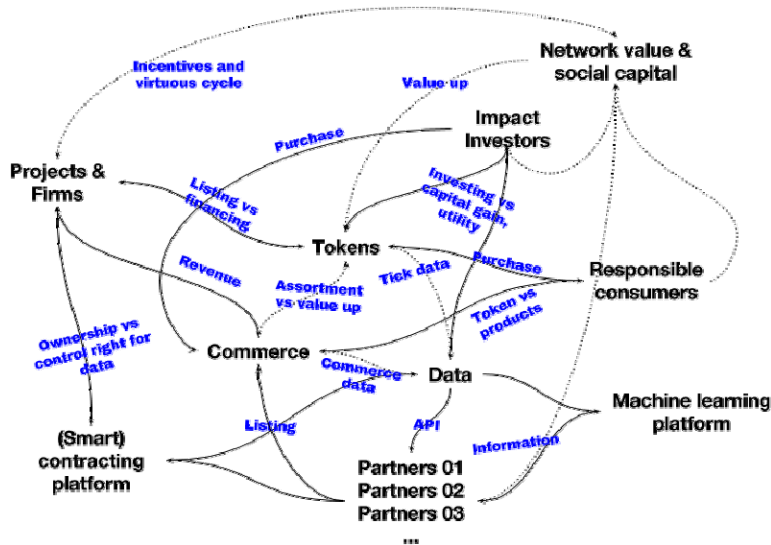 Network value &
social capital
Incentives and
virtuous cycle
Value up
Impact
Investors
Purchase
Projects &
Firms
Listing vs
financing
Investing vs
capital gain,
utility
Tokens
Revenue
Assortment
vs value up
Tick data
Purchase
Responsible
consumers
Token vs
products
Ownership vs
control right for
data
Commerce
Commerce
data
Data
Machine learning
platform
(Smart)
contracting
platform
Listing
API
Information
Partners 01
Partners 02
Partners 03
...